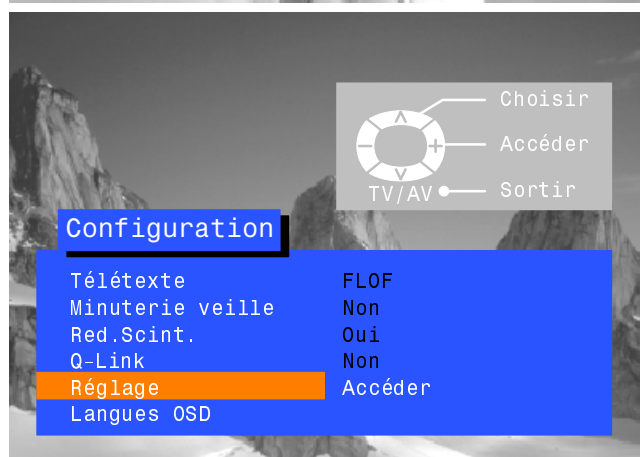 Choisir
Accéder
TV/AV Sortir
Configuration
Télétexte FLOF
Minuterie veille Non
Red.Scint. Oui
Q-Link Non
Réglage Accéder
Langues OSD